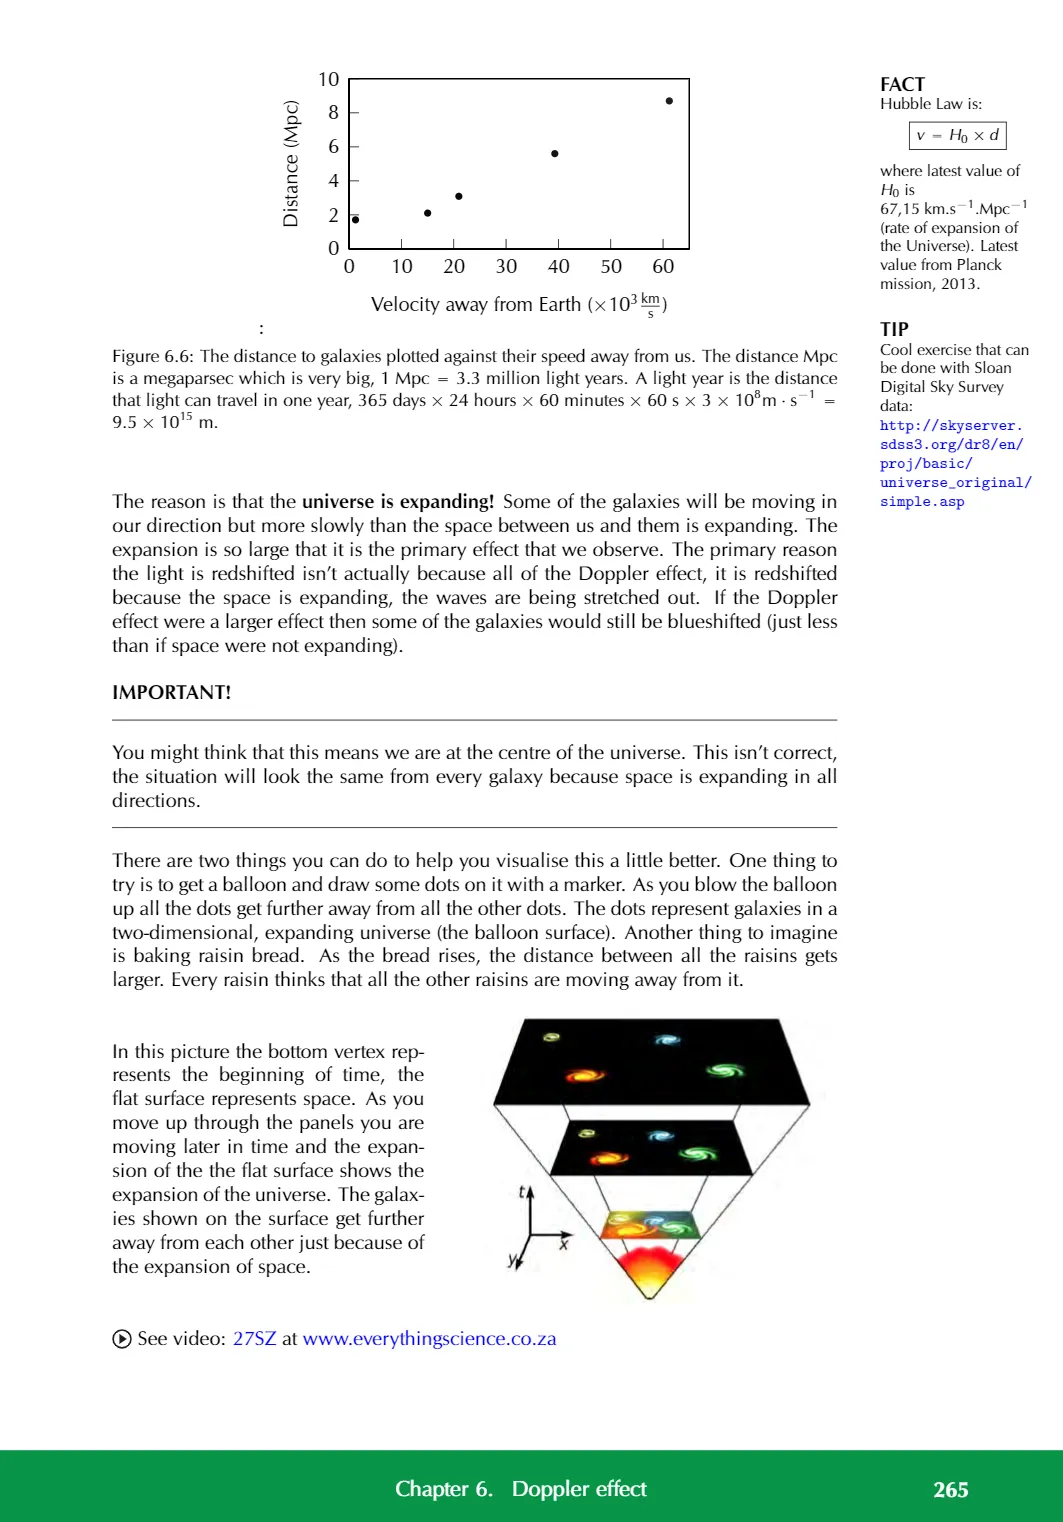 10
8
6
4
2
0
Distance (Mpc)
0 10 20 30 40 50 60
Velocity away from Earth (×10³ km/s)
:
Figure 6.6: The distance to galaxies plotted against their speed away from us. The distance Mpc
is a megaparsec which is very big, 1 Mpc = 3.3 million light years. A light year is the distance
that light can travel in one year, 365 days × 24 hours × 60 minutes × 60 s × 3 × 10⁸m · s⁻¹ =
9.5 × 10¹⁵ m.
The reason is that the universe is expanding! Some of the galaxies will be moving in
our direction but more slowly than the space between us and them is expanding. The
expansion is so large that it is the primary effect that we observe. The primary reason
the light is redshifted isn't actually because all of the Doppler effect, it is redshifted
because the space is expanding, the waves are being stretched out. If the Doppler
effect were a larger effect then some of the galaxies would still be blueshifted (just less
than if space were not expanding).
IMPORTANT!
You might think that this means we are at the centre of the universe. This isn't correct,
the situation will look the same from every galaxy because space is expanding in all
directions.
There are two things you can do to help you visualise this a little better. One thing to
try is to get a balloon and draw some dots on it with a marker. As you blow the balloon
up all the dots get further away from all the other dots. The dots represent galaxies in a
two-dimensional, expanding universe (the balloon surface). Another thing to imagine
is baking raisin bread. As the bread rises, the distance between all the raisins gets
larger. Every raisin thinks that all the other raisins are moving away from it.
In this picture the bottom vertex rep-
resents the beginning of time, the
flat surface represents space. As you
move up through the panels you are
moving later in time and the expan-
sion of the the flat surface shows the
expansion of the universe. The galax-
ies shown on the surface get further
away from each other just because of
the expansion of space.
t
x
y
See video: 27SZ at www.everythingscience.co.za
FACT
Hubble Law is:
v = H₀ × d
where latest value of
H₀ is
67,15 km.s⁻¹.Mpc⁻¹
(rate of expansion of
the Universe). Latest
value from Planck
mission, 2013.
TIP
Cool exercise that can
be done with Sloan
Digital Sky Survey
data:
http://skyserver.
sdss3.org/dr8/en/
proj/basic/
universe_original/
simple.asp
Chapter 6. Doppler effect 265